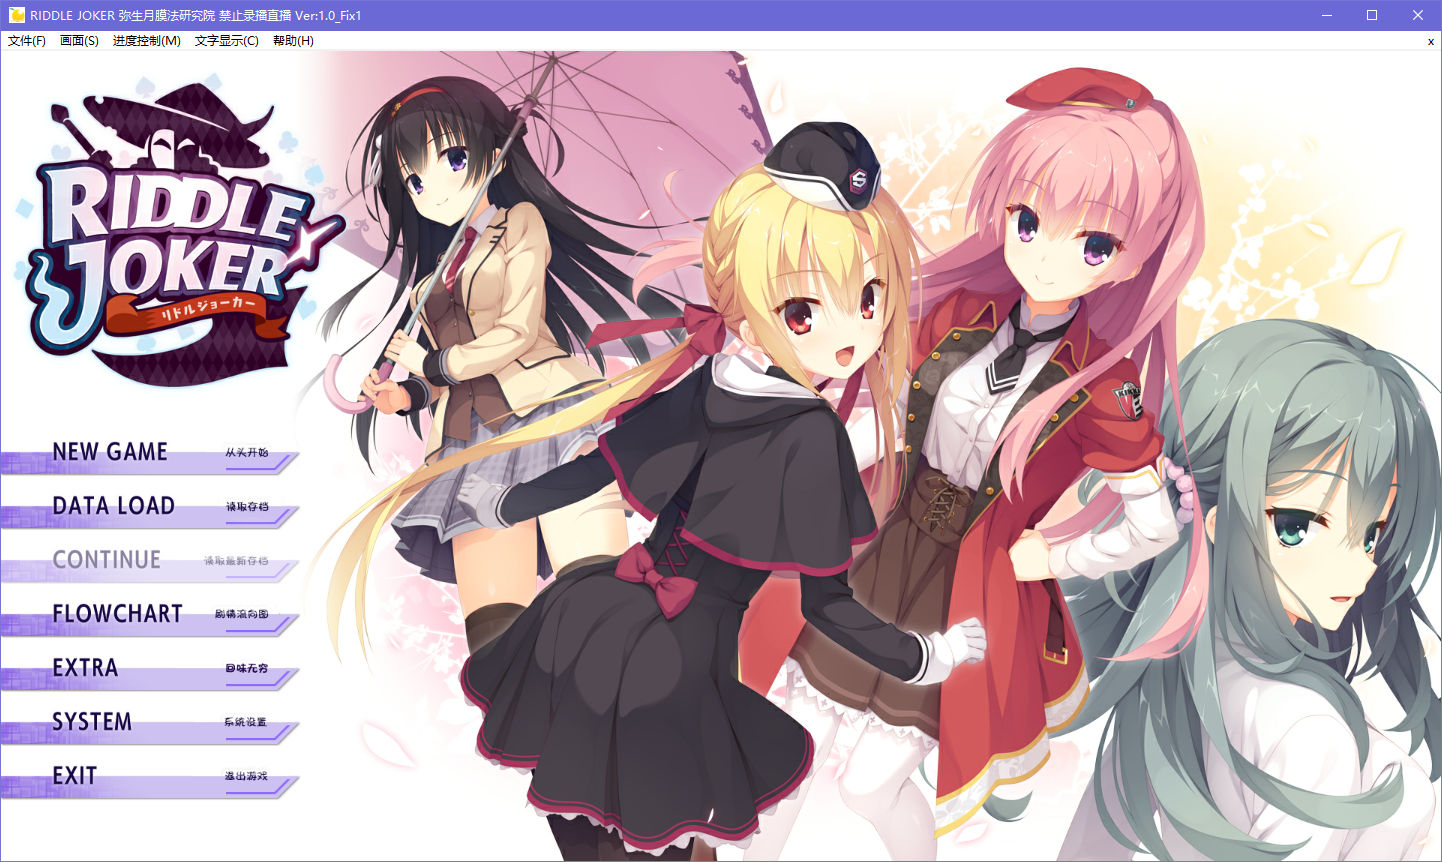 RIDDLE JOKER 弥生月膜法研究院 禁止录播直播 Ver:1.0_Fix1
文件(F) 画面(S) 进度控制(M) 文字显示(C) 帮助(H) x
RIDDLE
JOKER
リドルジョーカー
NEW GAME 从头开始
DATA LOAD 读取存档
CONTINUE 读取最新存档
FLOWCHART 剧情流向图
EXTRA 回味无穷
SYSTEM 系统设置
EXIT 退出游戏
S